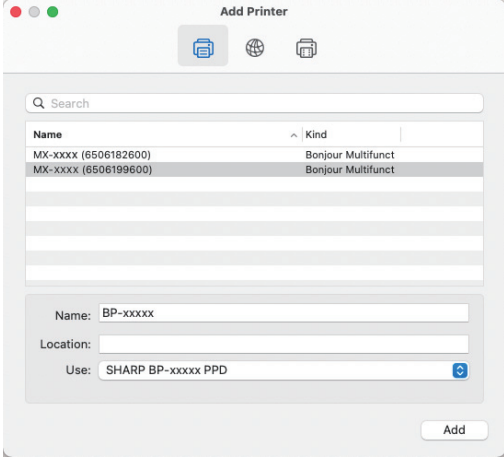 Add Printer
Search
Name Kind
MX-xxxx (6506182600) Bonjour Multifunct
MX-xxxx (6506199600) Bonjour Multifunct
Name: BP-xxxxx
Location:
Use: SHARP BP-xxxxx PPD
Add